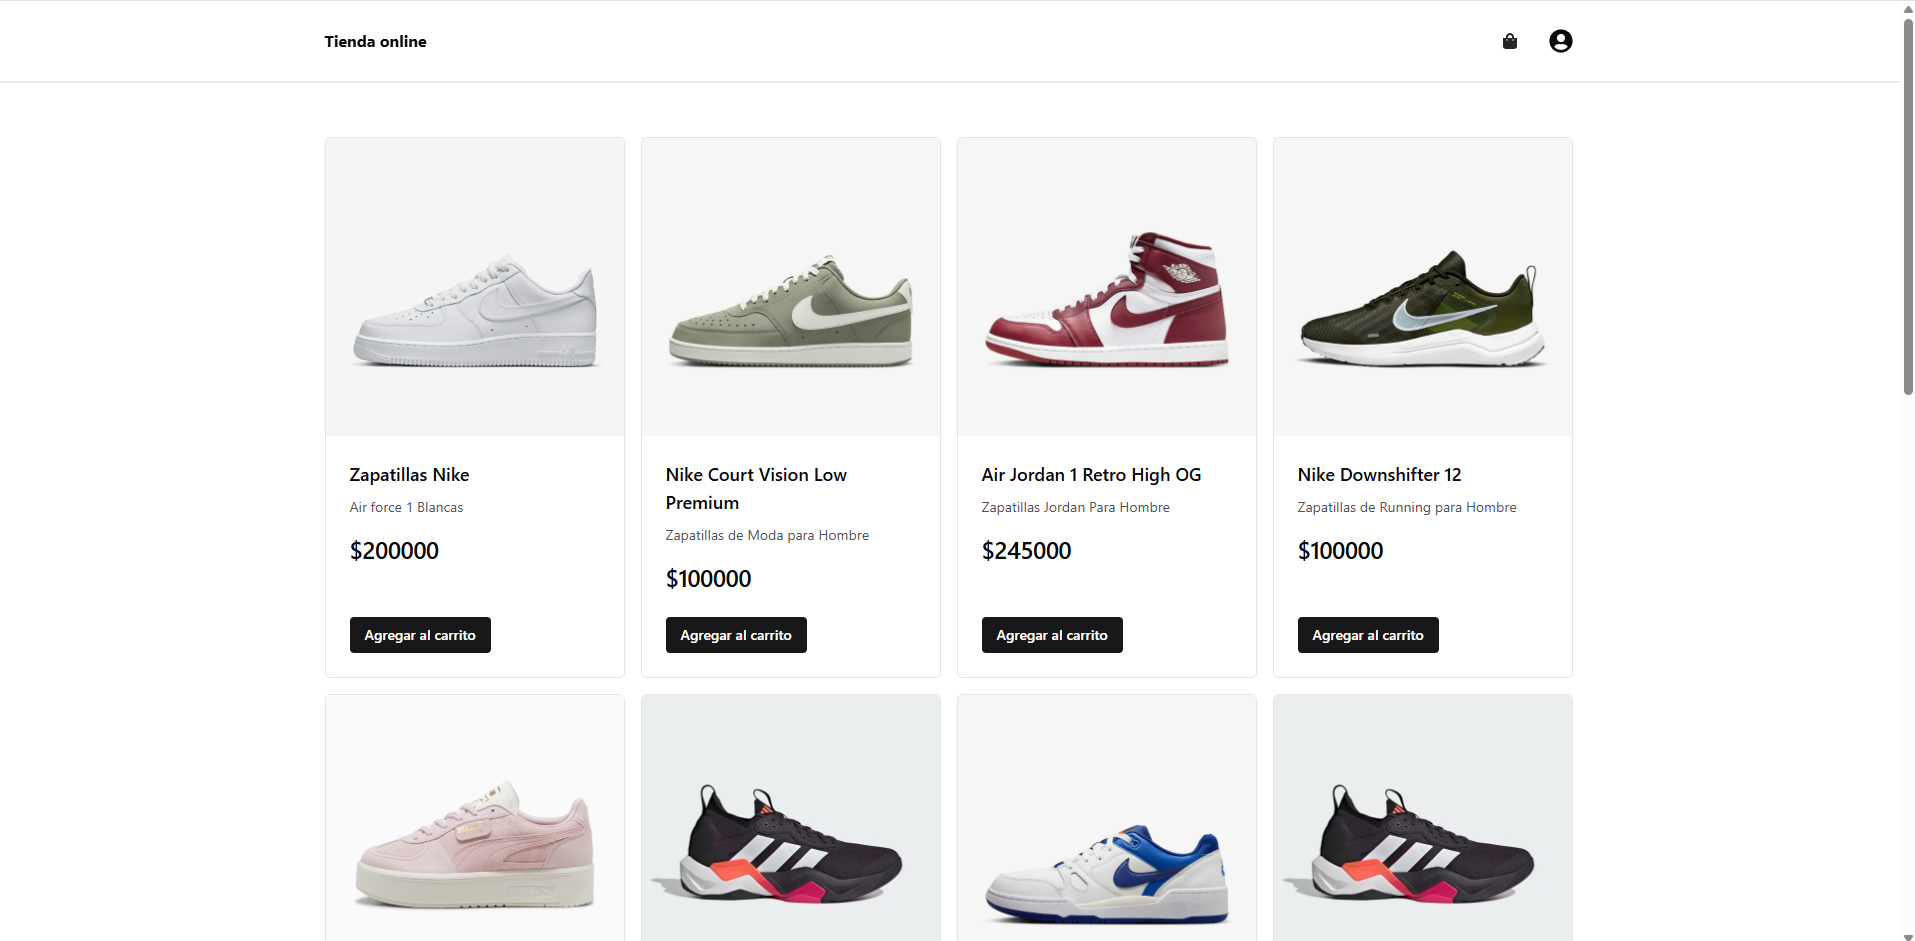 Tienda online
Zapatillas Nike
Air force 1 Blancas
$200000
Agregar al carrito
Nike Court Vision Low
Premium
Zapatillas de Moda para Hombre
$100000
Agregar al carrito
Air Jordan 1 Retro High OG
Zapatillas Jordan Para Hombre
$245000
Agregar al carrito
Nike Downshifter 12
Zapatillas de Running para Hombre
$100000
Agregar al carrito